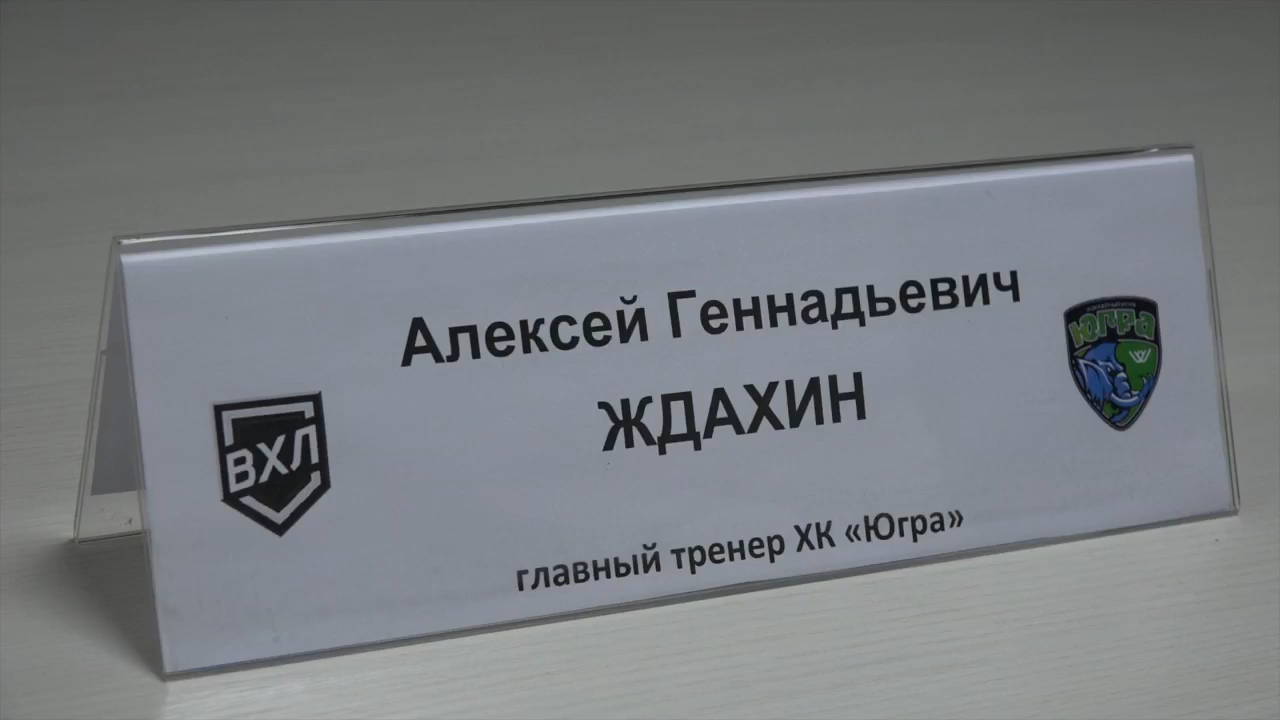 Алексей Геннадьевич
ЖДАХИН
главный тренер ХК «Югра»
ВХЛ
ЮГРА